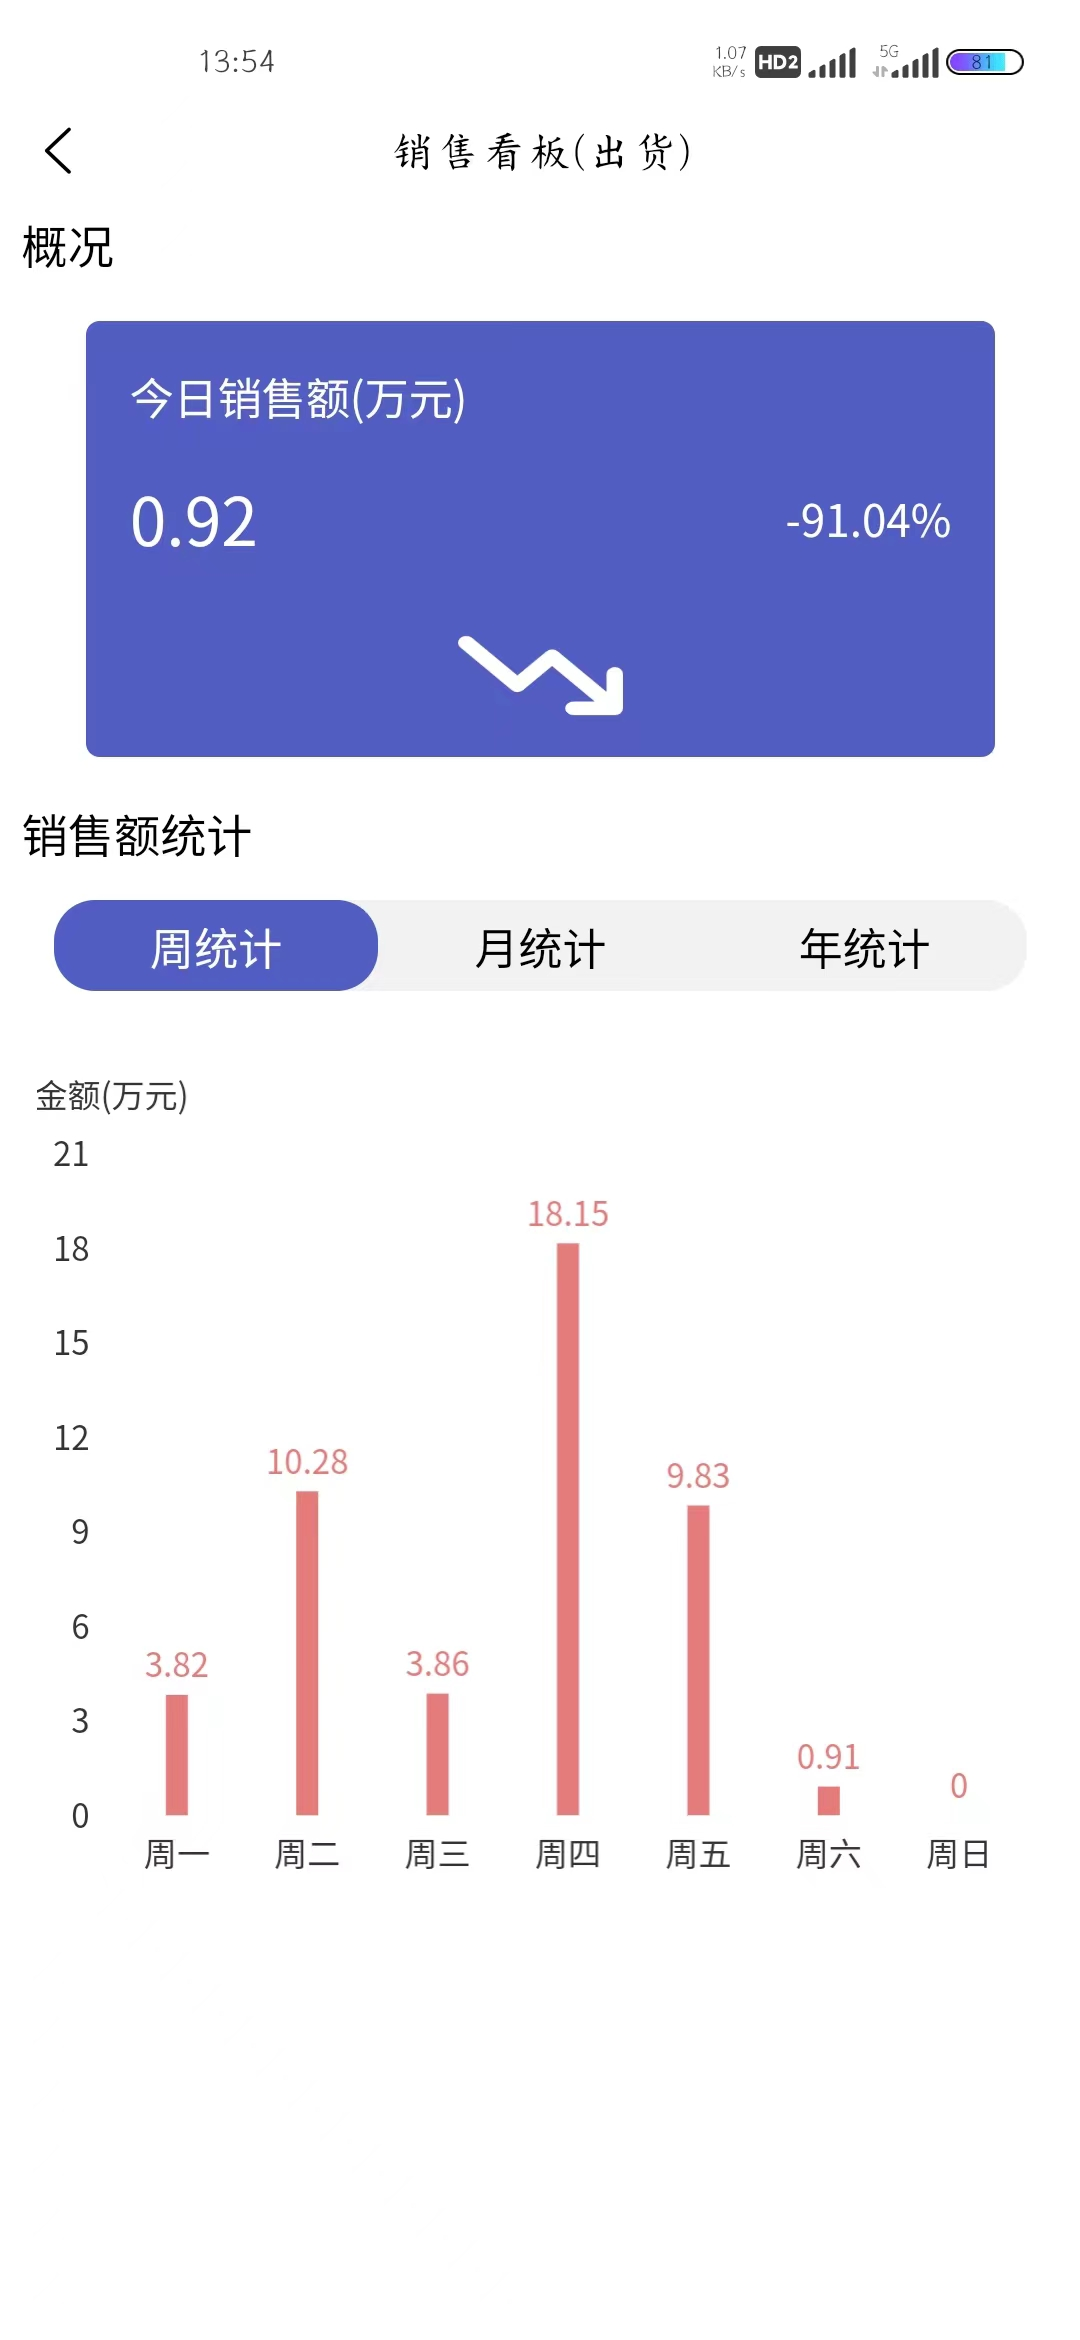 13:54
1.07
KB/s
HD2
5G
81
销售看板(出货)
概况
今日销售额(万元)
0.92
-91.04%
销售额统计
周统计 月统计 年统计
金额(万元)
21
18
15
12
9
6
3
0
3.82
10.28
3.86
18.15
9.83
0.91
0
周一 周二 周三 周四 周五 周六 周日